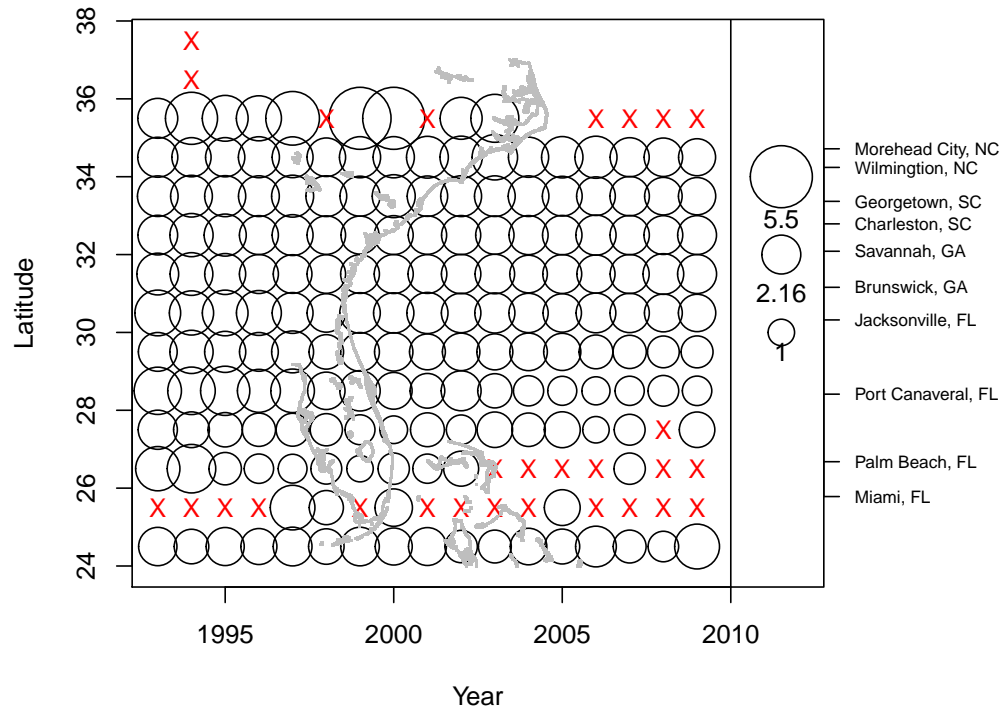 38
X
X
36
X X X X X X
34
32
30
28
X
26
X X X X X X X
X X X X X X X X X X X X X
24
Latitude
1995
2000
2005
2010
Year
5.5
2.16
1
Morehead City, NC
Wilmington, NC
Georgetown, SC
Charleston, SC
Savannah, GA
Brunswick, GA
Jacksonville, FL
Port Canaveral, FL
Palm Beach, FL
Miami, FL